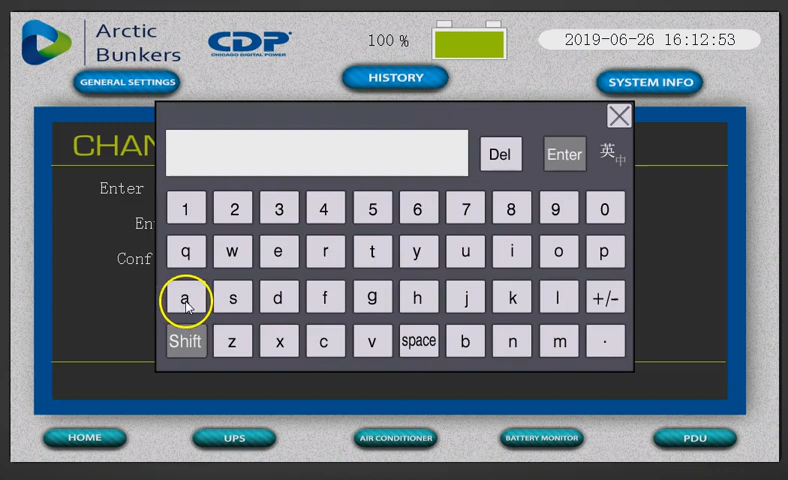 Arctic
Bunkers
CDP
CHICAGO DIGITAL POWER
100 %
2019-06-26 16:12:53
GENERAL SETTINGS
HISTORY
SYSTEM INFO
CHAN
Enter
En
Conf
Del
Enter
英中
1 2 3 4 5 6 7 8 9 0
q w e r t y u i o p
a s d f g h j k l +/-
Shift z x c v space b n m .
HOME
UPS
AIR CONDITIONER
BATTERY MONITOR
PDU